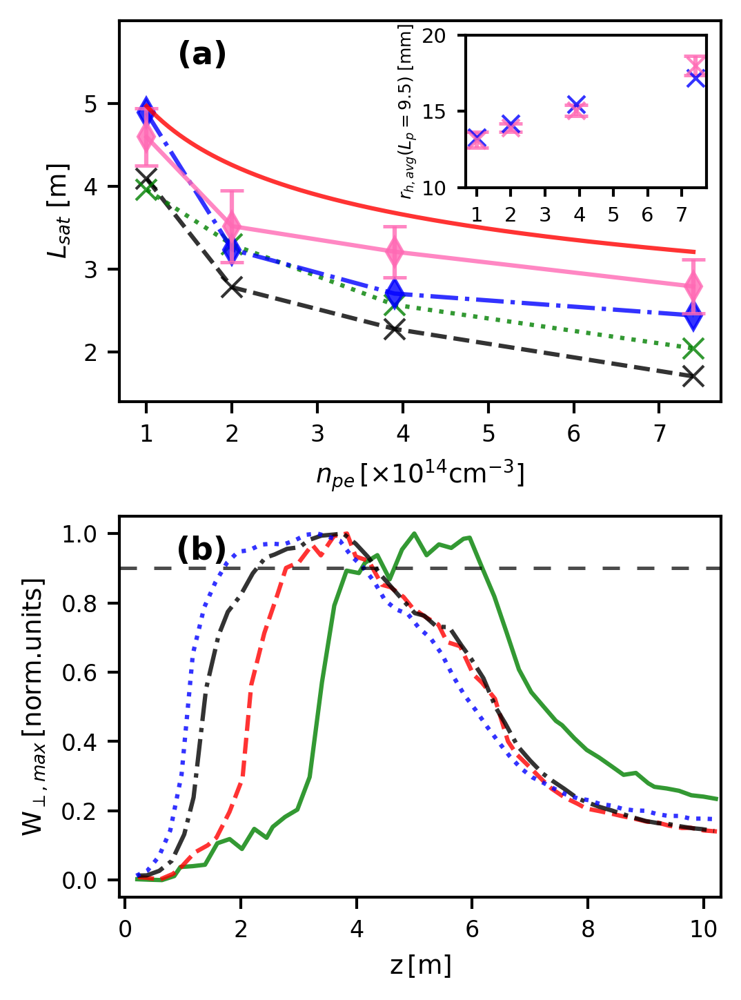 (a)
L_sat [m]
5
4
3
2
1 2 3 4 5 6 7
n_pe [×10^14 cm^−3]
r_h,avg(L_p = 9.5) [mm]
20
15
10
1 2 3 4 5 6 7
(b)
W_⊥,max [norm.units]
1.0
0.8
0.6
0.4
0.2
0.0
0 2 4 6 8 10
z [m]